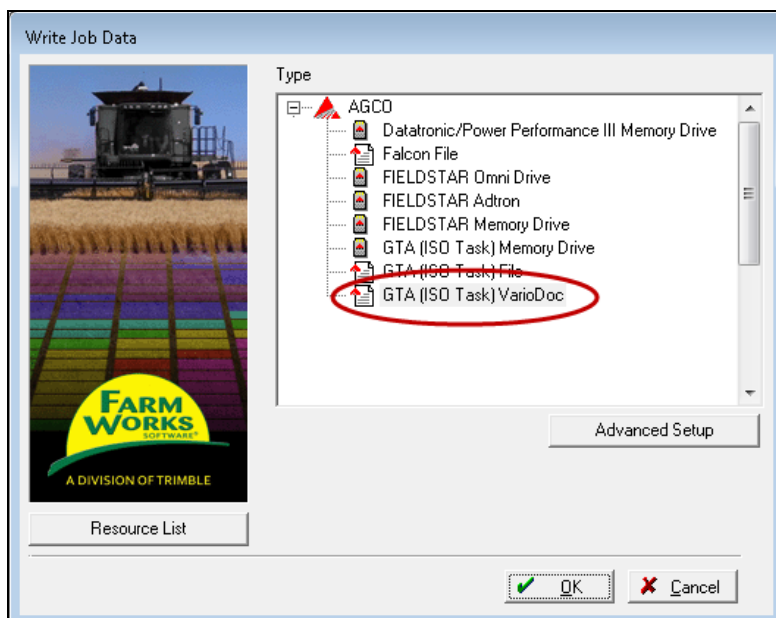 Write Job Data
Type
AGCO
Datatronic/Power Performance III Memory Drive
Falcon File
FIELDSTAR Omni Drive
FIELDSTAR Adtron
FIELDSTAR Memory Drive
GTA (ISO Task) Memory Drive
GTA (ISO Task) File
GTA (ISO Task) VarioDoc
FARM
WORKS
SOFTWARE®
A DIVISION OF TRIMBLE
Advanced Setup
Resource List
OK
Cancel